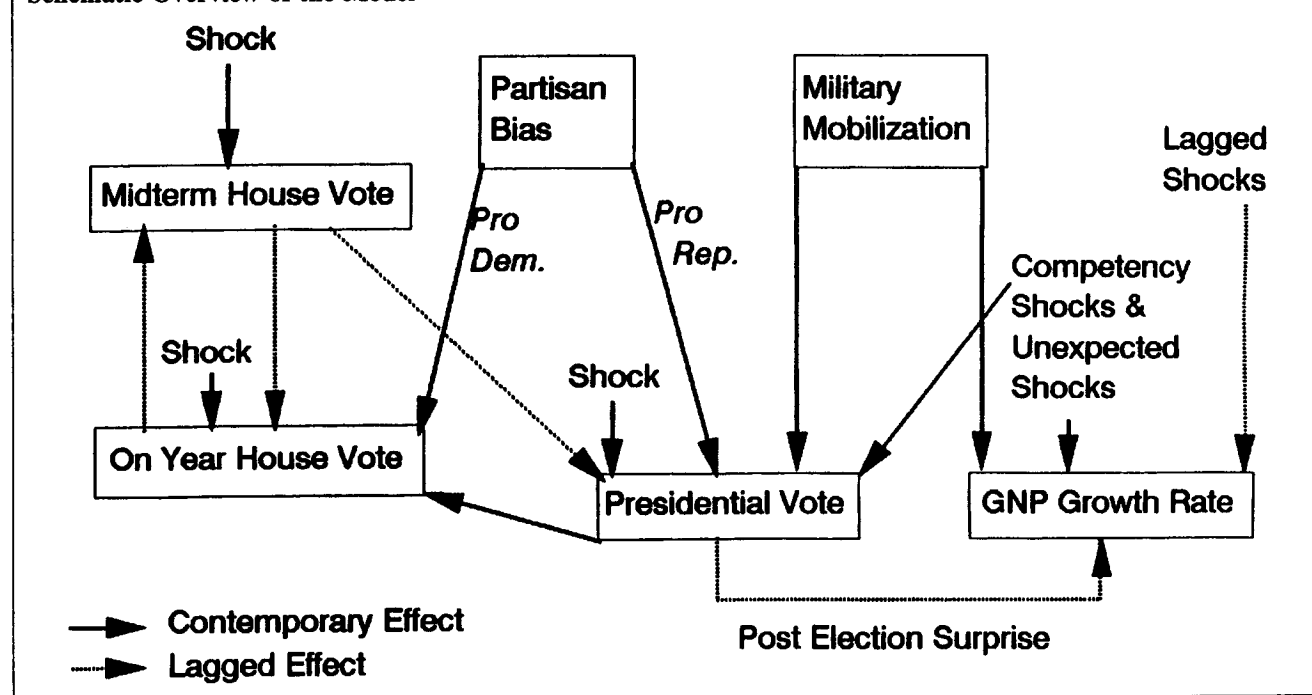 Schematic Overview of the Model
Shock
Partisan
Bias
Military
Mobilization
Lagged
Shocks
Midterm House Vote
Pro
Dem.
Pro
Rep.
Competency
Shocks &
Unexpected
Shocks
Shock
Shock
On Year House Vote
Presidential Vote
GNP Growth Rate
Contemporary Effect
Lagged Effect
Post Election Surprise